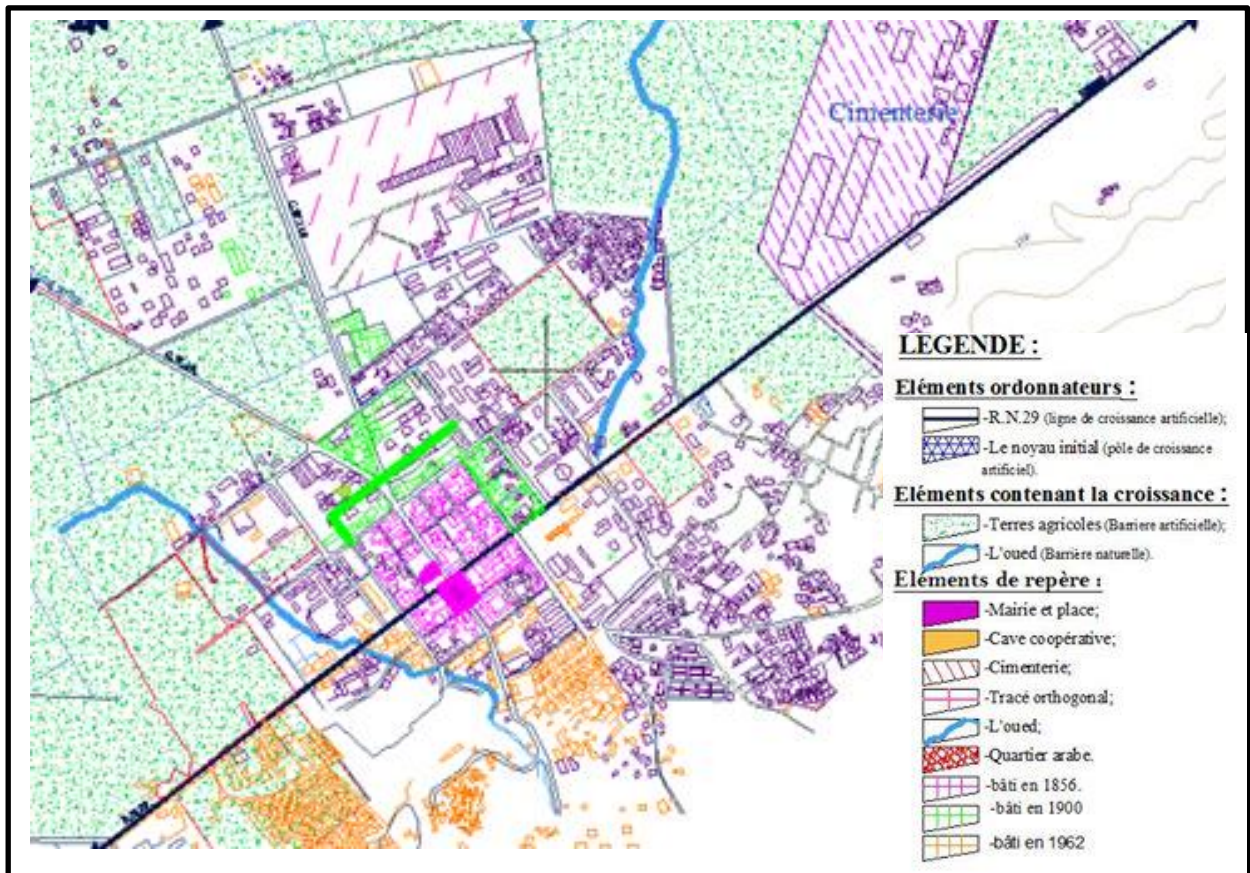 Cimenterie
LEGENDE :
Eléments ordonnateurs :
-R.N.29 (ligne de croissance artificielle);
-Le noyau initial (pôle de croissance
artificiel).
Eléments contenant la croissance :
-Terres agricoles (Barriere artificielle);
-L'oued (Barrière naturelle).
Eléments de repère :
-Mairie et place;
-Cave coopérative;
-Cimenterie;
-Tracé orthogonal;
-L'oued;
-Quartier arabe.
-bâti en 1856.
-bâti en 1900
-bâti en 1962